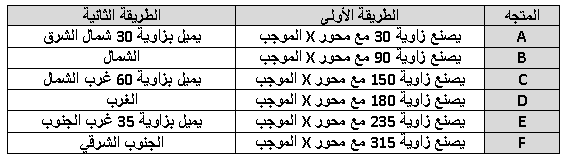 المتجه الطريقة الأولى الطريقة الثانية
A يصنع زاوية 30 مع محور X الموجب يميل بزاوية 30 شمال الشرق
B يصنع زاوية 90 مع محور X الموجب الشمال
C يصنع زاوية 150 مع محور X الموجب يميل بزاوية 60 غرب الشمال
D يصنع زاوية 180 مع محور X الموجب الغرب
E يصنع زاوية 235 مع محور X الموجب يميل بزاوية 35 غرب الجنوب
F يصنع زاوية 315 مع محور X الموجب الجنوب الشرقي